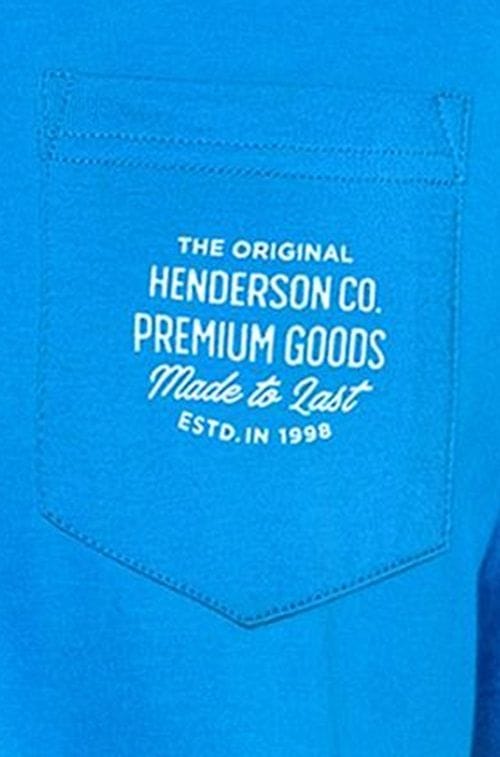 THE ORIGINAL
HENDERSON CO.
PREMIUM GOODS
Made to Last
ESTD. IN 1998